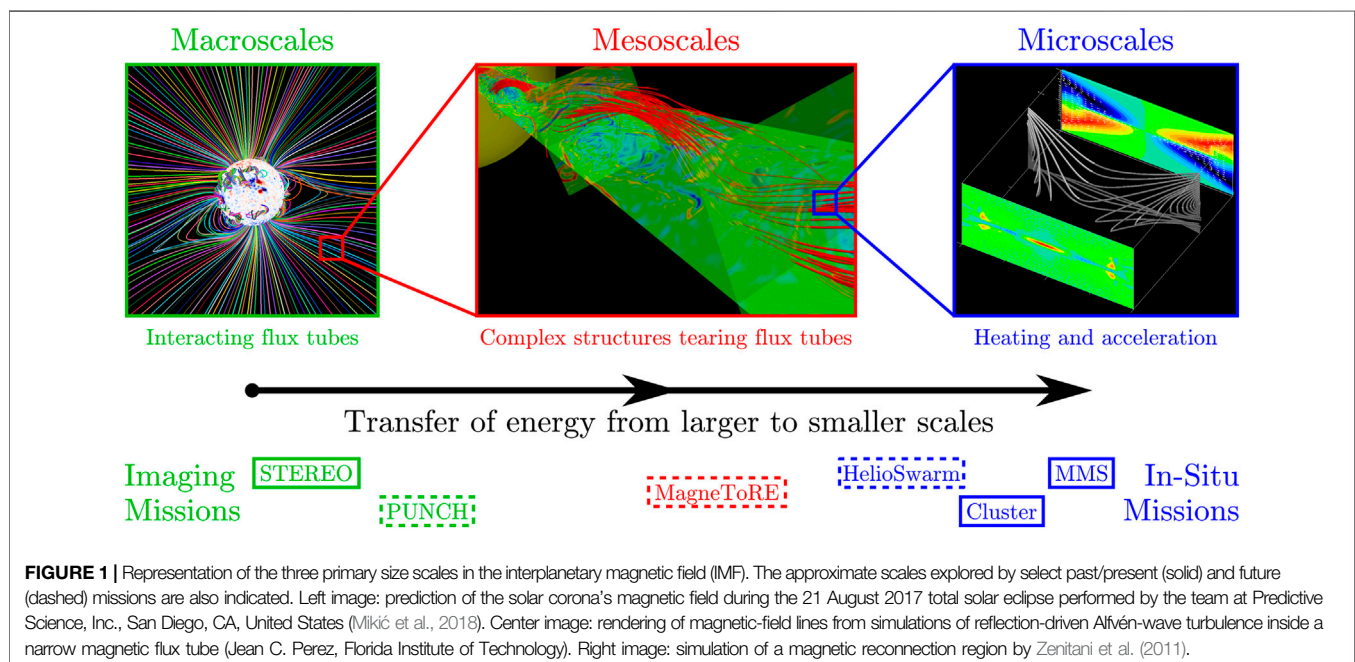 Macroscales
Mesoscales
Microscales
Interacting flux tubes
Complex structures tearing flux tubes
Heating and acceleration
Transfer of energy from larger to smaller scales
Imaging
Missions
STEREO
PUNCH
MagneToRE
HelioSwarm
Cluster
MMS
In-Situ
Missions
FIGURE 1 | Representation of the three primary size scales in the interplanetary magnetic field (IMF). The approximate scales explored by select past/present (solid) and future
(dashed) missions are also indicated. Left image: prediction of the solar corona's magnetic field during the 21 August 2017 total solar eclipse performed by the team at Predictive
Science, Inc., San Diego, CA, United States (Mikić et al., 2018). Center image: rendering of magnetic-field lines from simulations of reflection-driven Alfvén-wave turbulence inside a
narrow magnetic flux tube (Jean C. Perez, Florida Institute of Technology). Right image: simulation of a magnetic reconnection region by Zenitani et al. (2011).